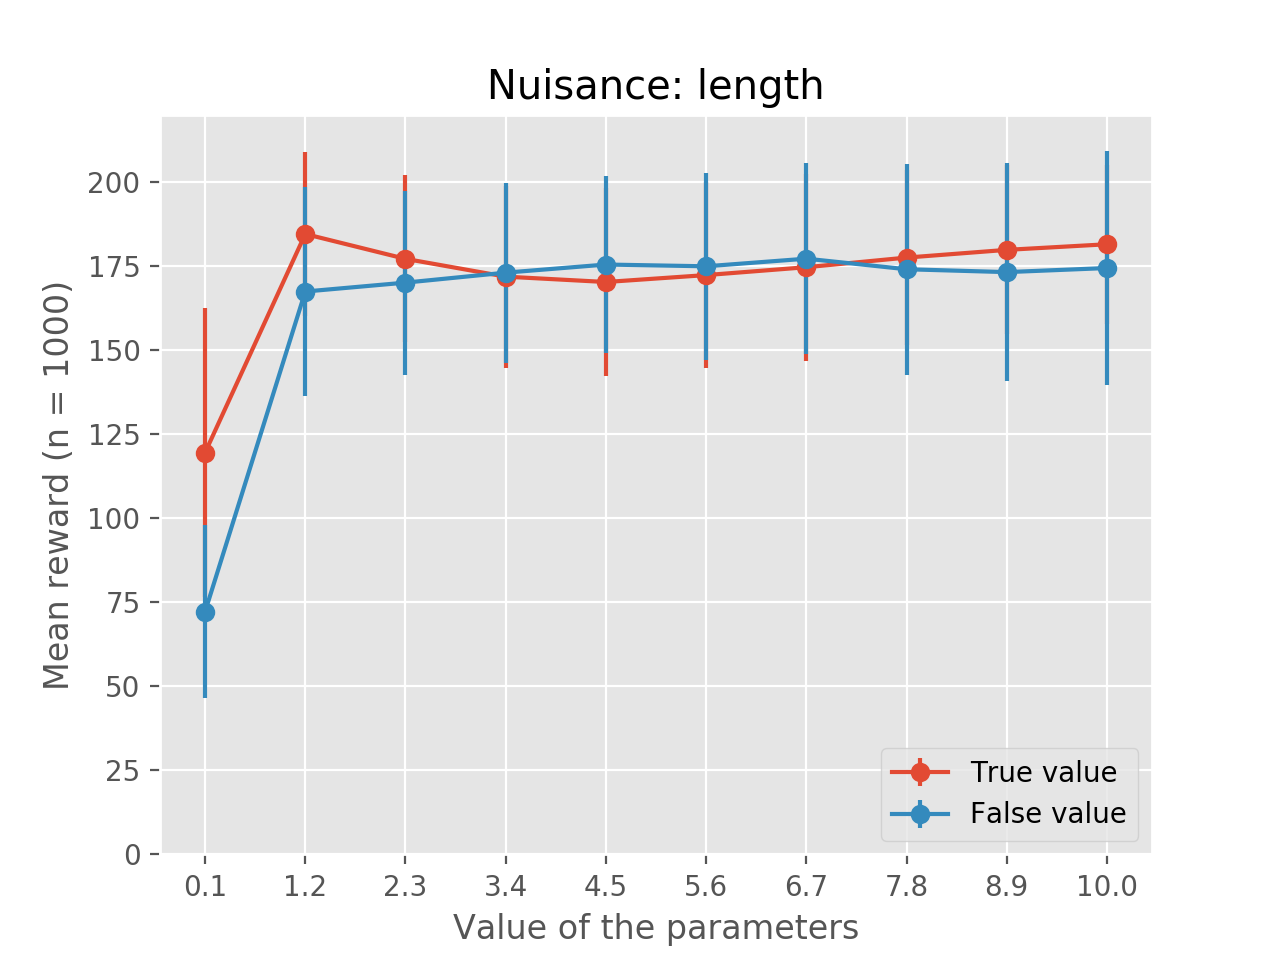 Nuisance: length
Mean reward (n = 1000)
200
175
150
125
100
75
50
25
0
True value
False value
0.1 1.2 2.3 3.4 4.5 5.6 6.7 7.8 8.9 10.0
Value of the parameters